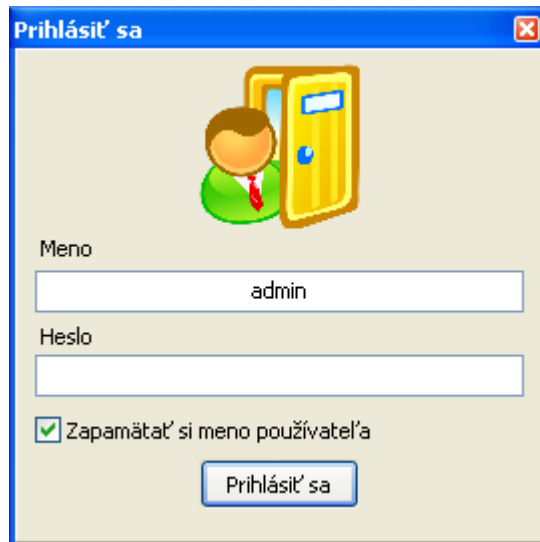 Prihlásiť sa
Meno
admin
Heslo
Zapamätať si meno používateľa
Prihlásiť sa